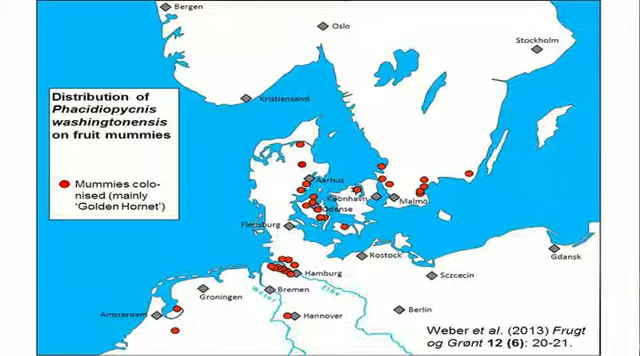 Bergen
Oslo
Stockholm
Distribution of
Phacidiopycnis
washingtonensis
on fruit mummies
Kristiansand
Mummies colo-
nised (mainly
'Golden Hornet')
Aarhus
København
Malmö
Odense
Flensburg
Rostock
Gdansk
Hamburg
Sczcecin
Groningen
Bremen
Weser
Elbe
Amszerdam
Hannover
Berlin
Weber et al. (2013) Frugt
og Grønt 12 (6): 20-21.